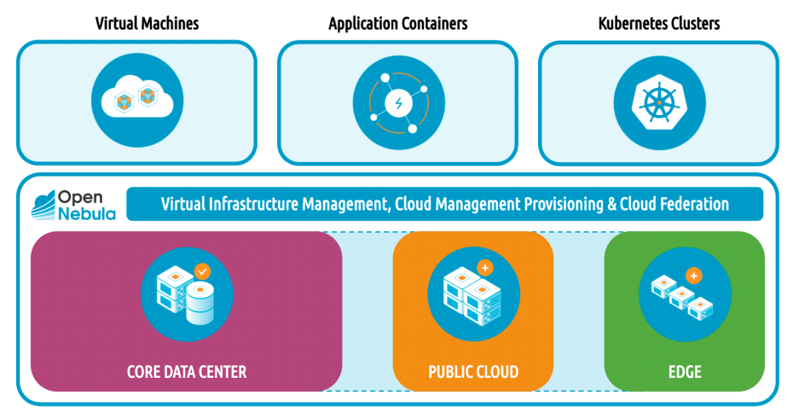 Virtual Machines
Application Containers
Kubernetes Clusters
Open
Nebula
Virtual Infrastructure Management, Cloud Management Provisioning & Cloud Federation
CORE DATA CENTER
PUBLIC CLOUD
EDGE